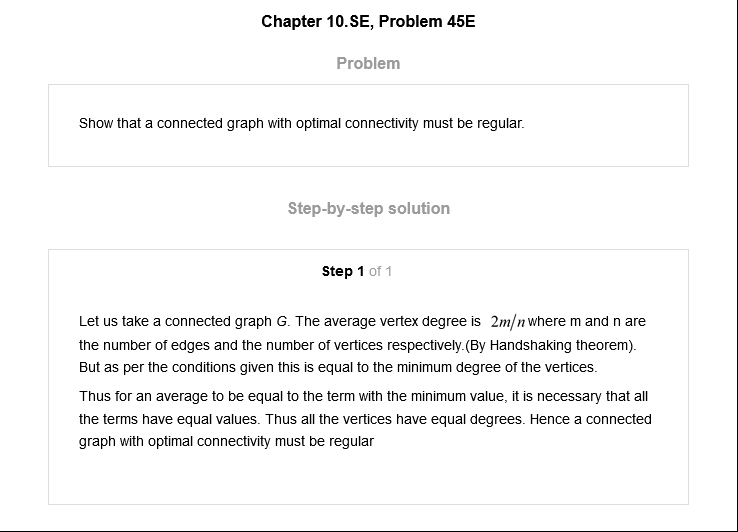 Chapter 10.SE, Problem 45E
Problem
Show that a connected graph with optimal connectivity must be regular.
Step-by-step solution
Step 1 of 1
Let us take a connected graph G. The average vertex degree is 2m/n where m and n are
the number of edges and the number of vertices respectively.(By Handshaking theorem).
But as per the conditions given this is equal to the minimum degree of the vertices.
Thus for an average to be equal to the term with the minimum value, it is necessary that all
the terms have equal values. Thus all the vertices have equal degrees. Hence a connected
graph with optimal connectivity must be regular